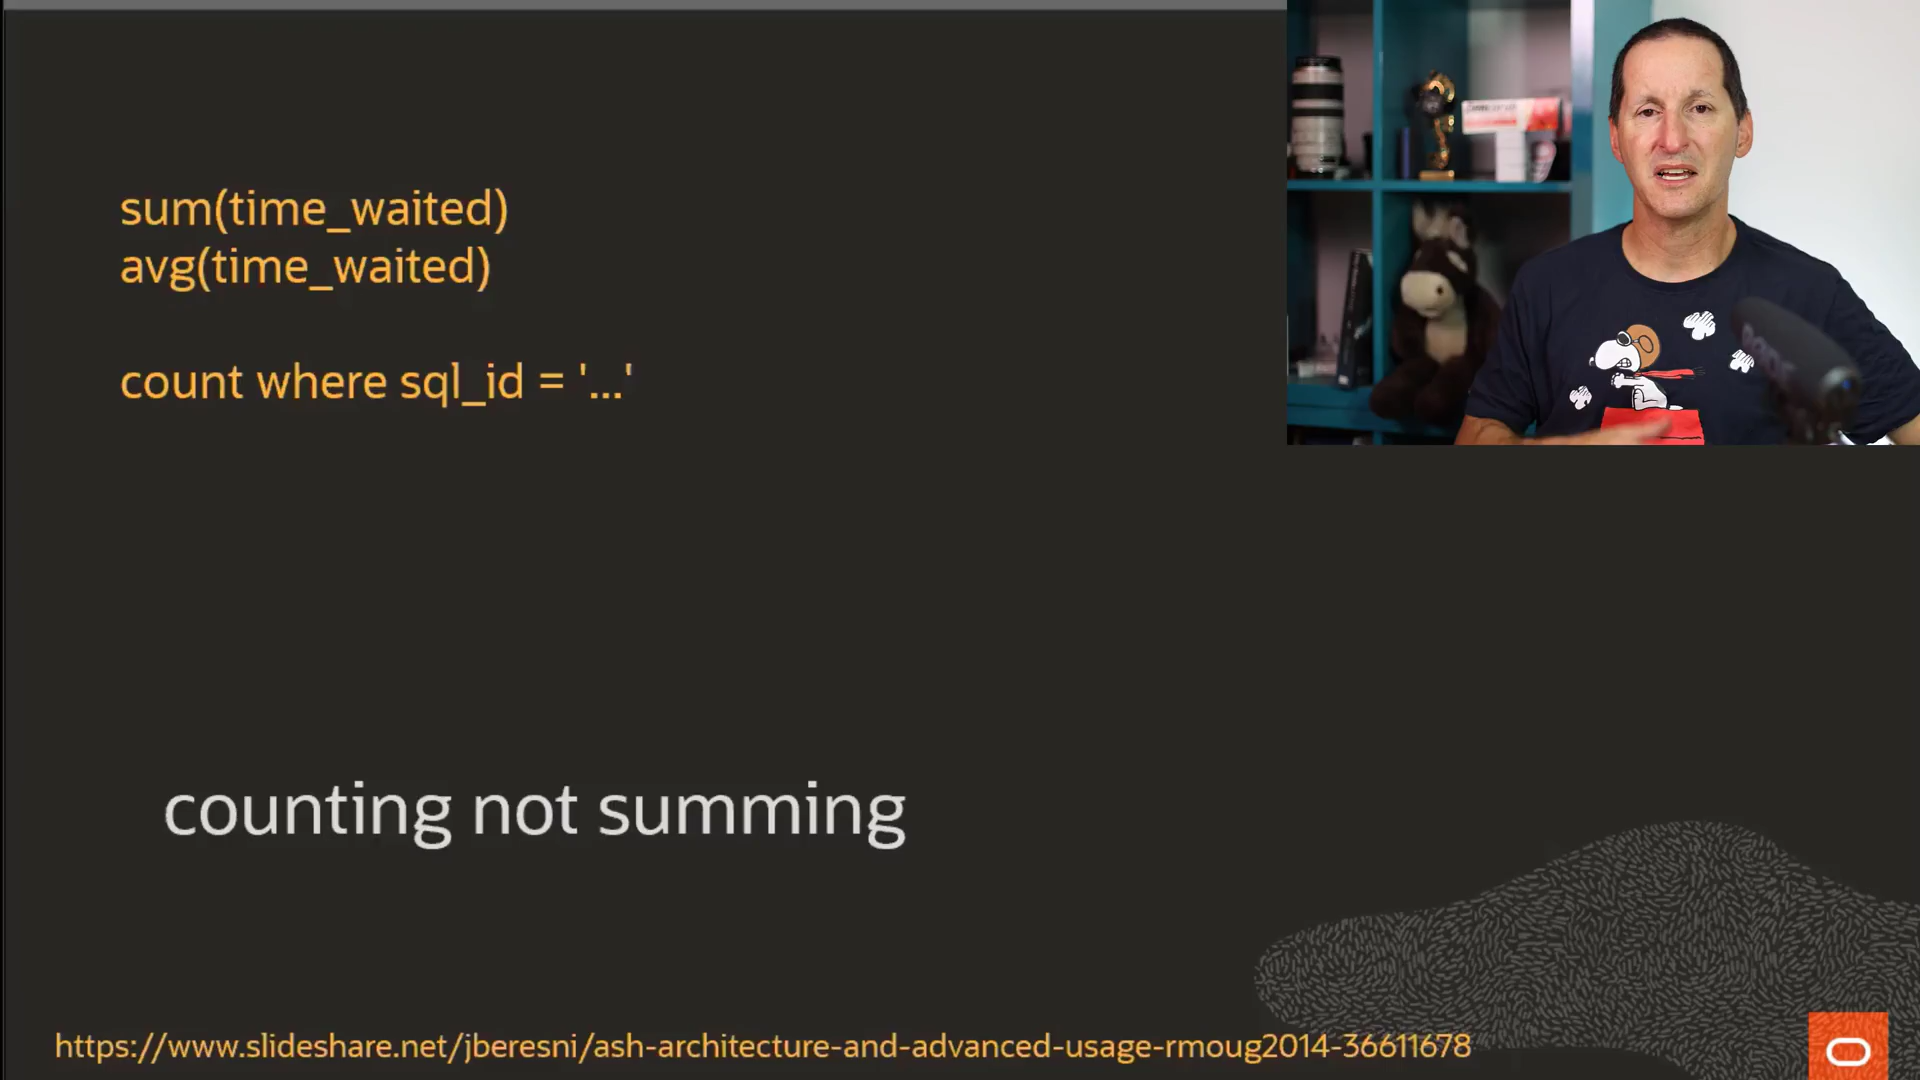 sum(time_waited)
avg(time_waited)
count where sql_id = '...'
counting not summing
https://www.slideshare.net/jberesni/ash-architecture-and-advanced-usage-rmoug2014-36611678